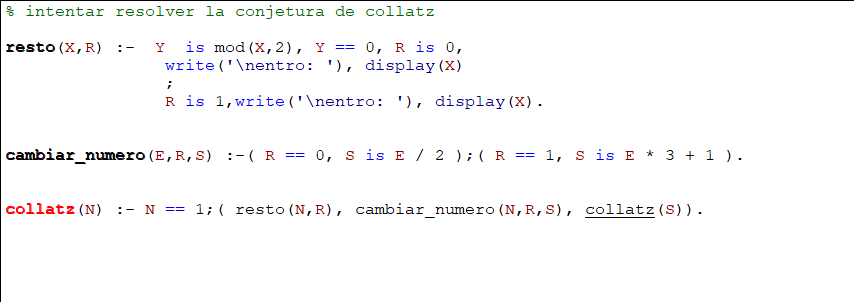 % intentar resolver la conjetura de collatz
resto(X,R) :-  Y  is mod(X,2), Y == 0, R is 0,
write('\nentro: '), display(X)
;
R is 1,write('\nentro: '), display(X).
cambiar_numero(E,R,S) :-( R == 0, S is E / 2 );( R == 1, S is E * 3 + 1 ).
collatz(N) :- N == 1;( resto(N,R), cambiar_numero(N,R,S), collatz(S)).